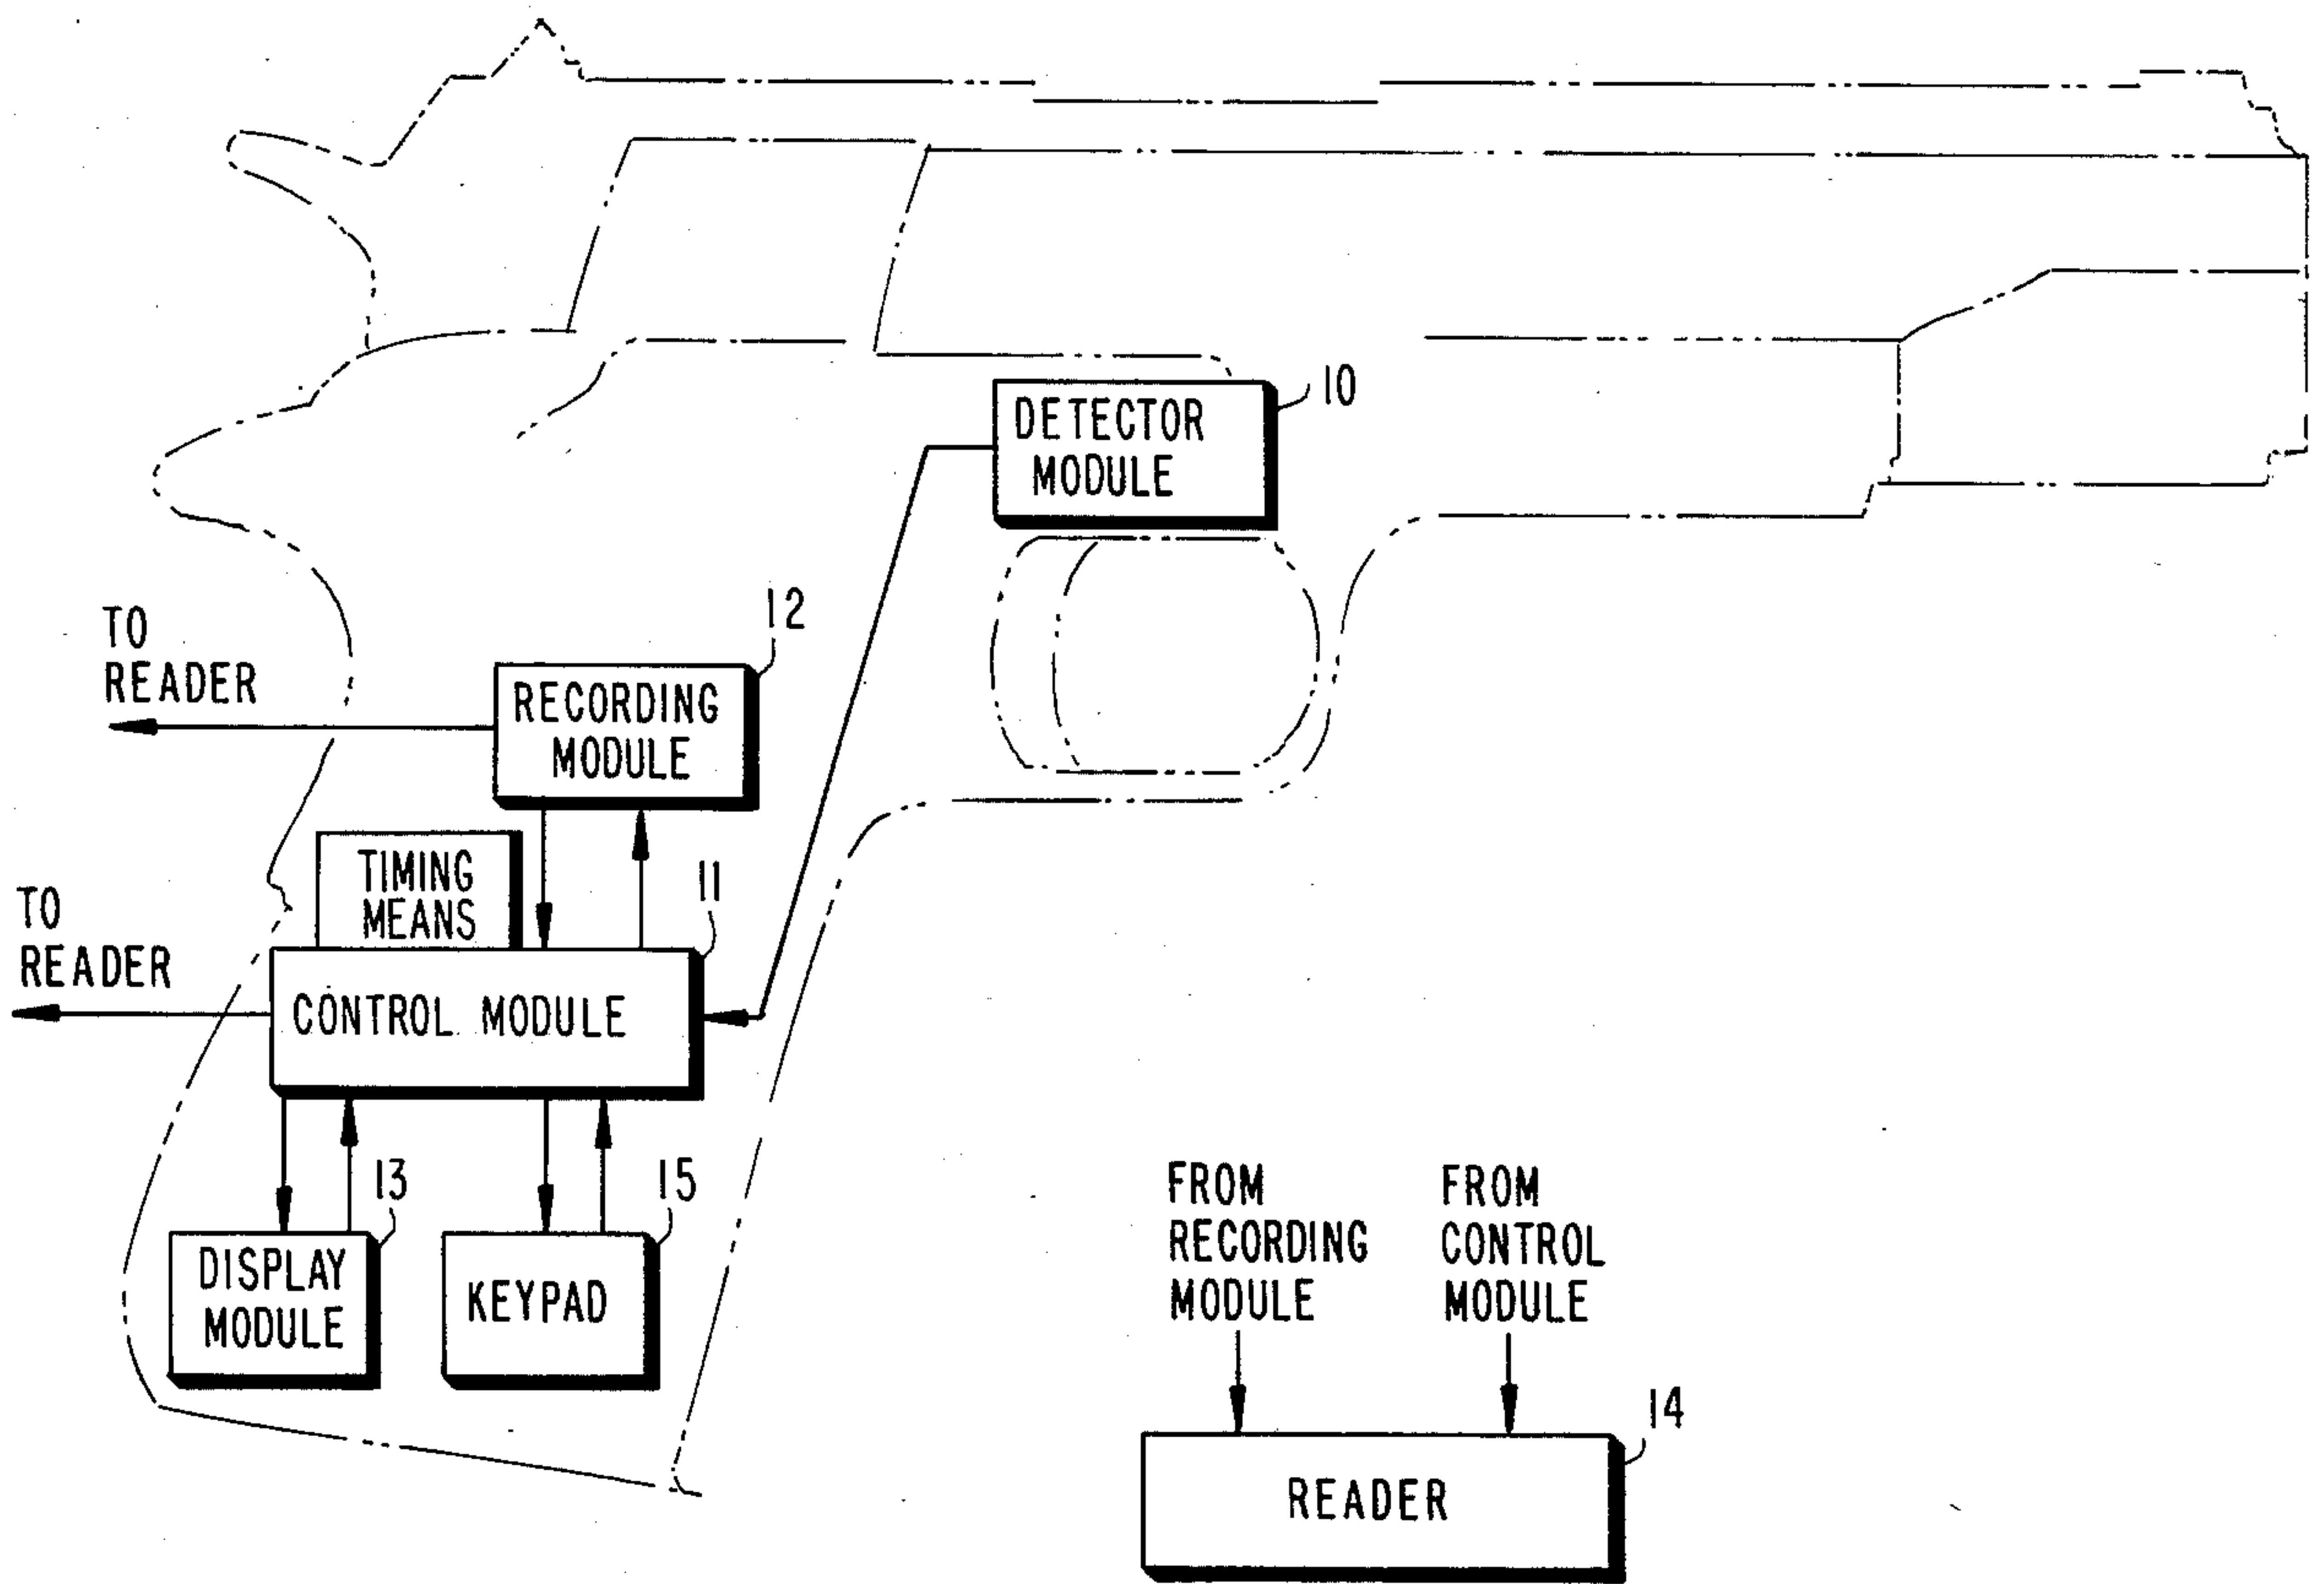 10
DETECTOR
MODULE
12
TO
READER
RECORDING
MODULE
TIMING
MEANS
11
TO
READER
CONTROL MODULE
13
15
DISPLAY
MODULE
KEYPAD
FROM
RECORDING
MODULE
FROM
CONTROL
MODULE
14
READER